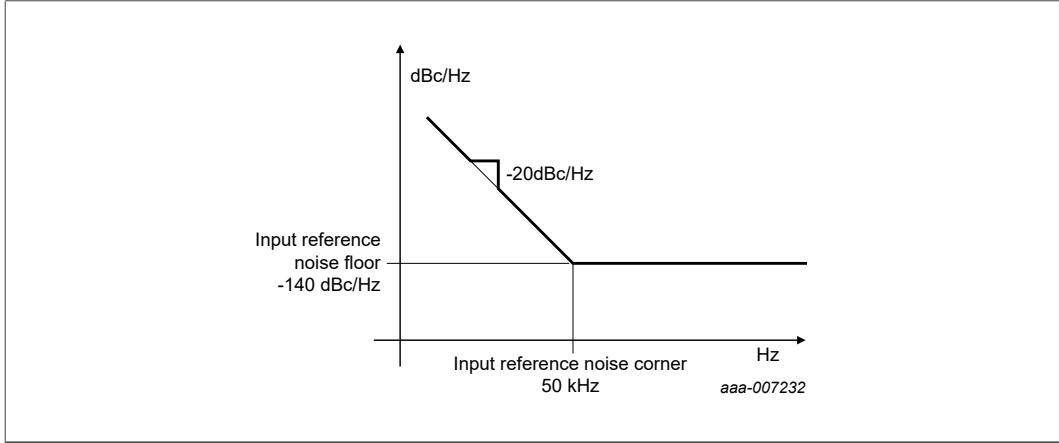 dBc/Hz
-20dBc/Hz
Input reference
noise floor
-140 dBc/Hz
Hz
Input reference noise corner
50 kHz
aaa-007232